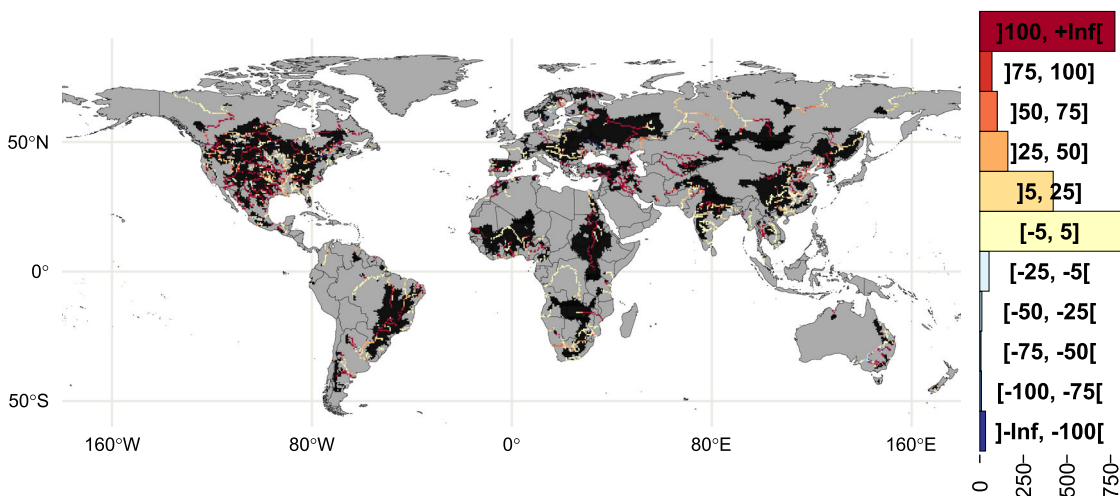 50°N
0°
50°S
160°W
80°W
0°
80°E
160°E
]100, +Inf[
]75, 100]
]50, 75]
]25, 50]
]5, 25]
[-5, 5]
[-25, -5[
[-50, -25[
[-75, -50[
[-100, -75[
]-Inf, -100[
0
250
500
750